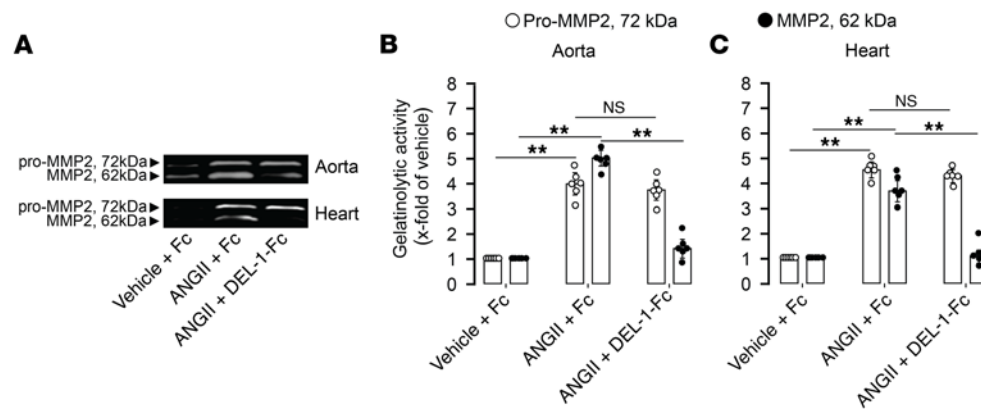 ○ Pro-MMP2, 72 kDa ● MMP2, 62 kDa
A
pro-MMP2, 72kDa
MMP2, 62kDa
Aorta
pro-MMP2, 72kDa
MMP2, 62kDa
Heart
Vehicle + Fc
ANGII + Fc
ANGII + DEL-1-Fc
B
Aorta
Gelatinolytic activity
(x-fold of vehicle)
8
7
6
5
4
3
2
1
0
NS
**
**
**
Vehicle + Fc
ANGII + Fc
ANGII + DEL-1-Fc
C
Heart
8
7
6
5
4
3
2
1
0
NS
**
**
**
Vehicle + Fc
ANGII + Fc
ANGII + DEL-1-Fc